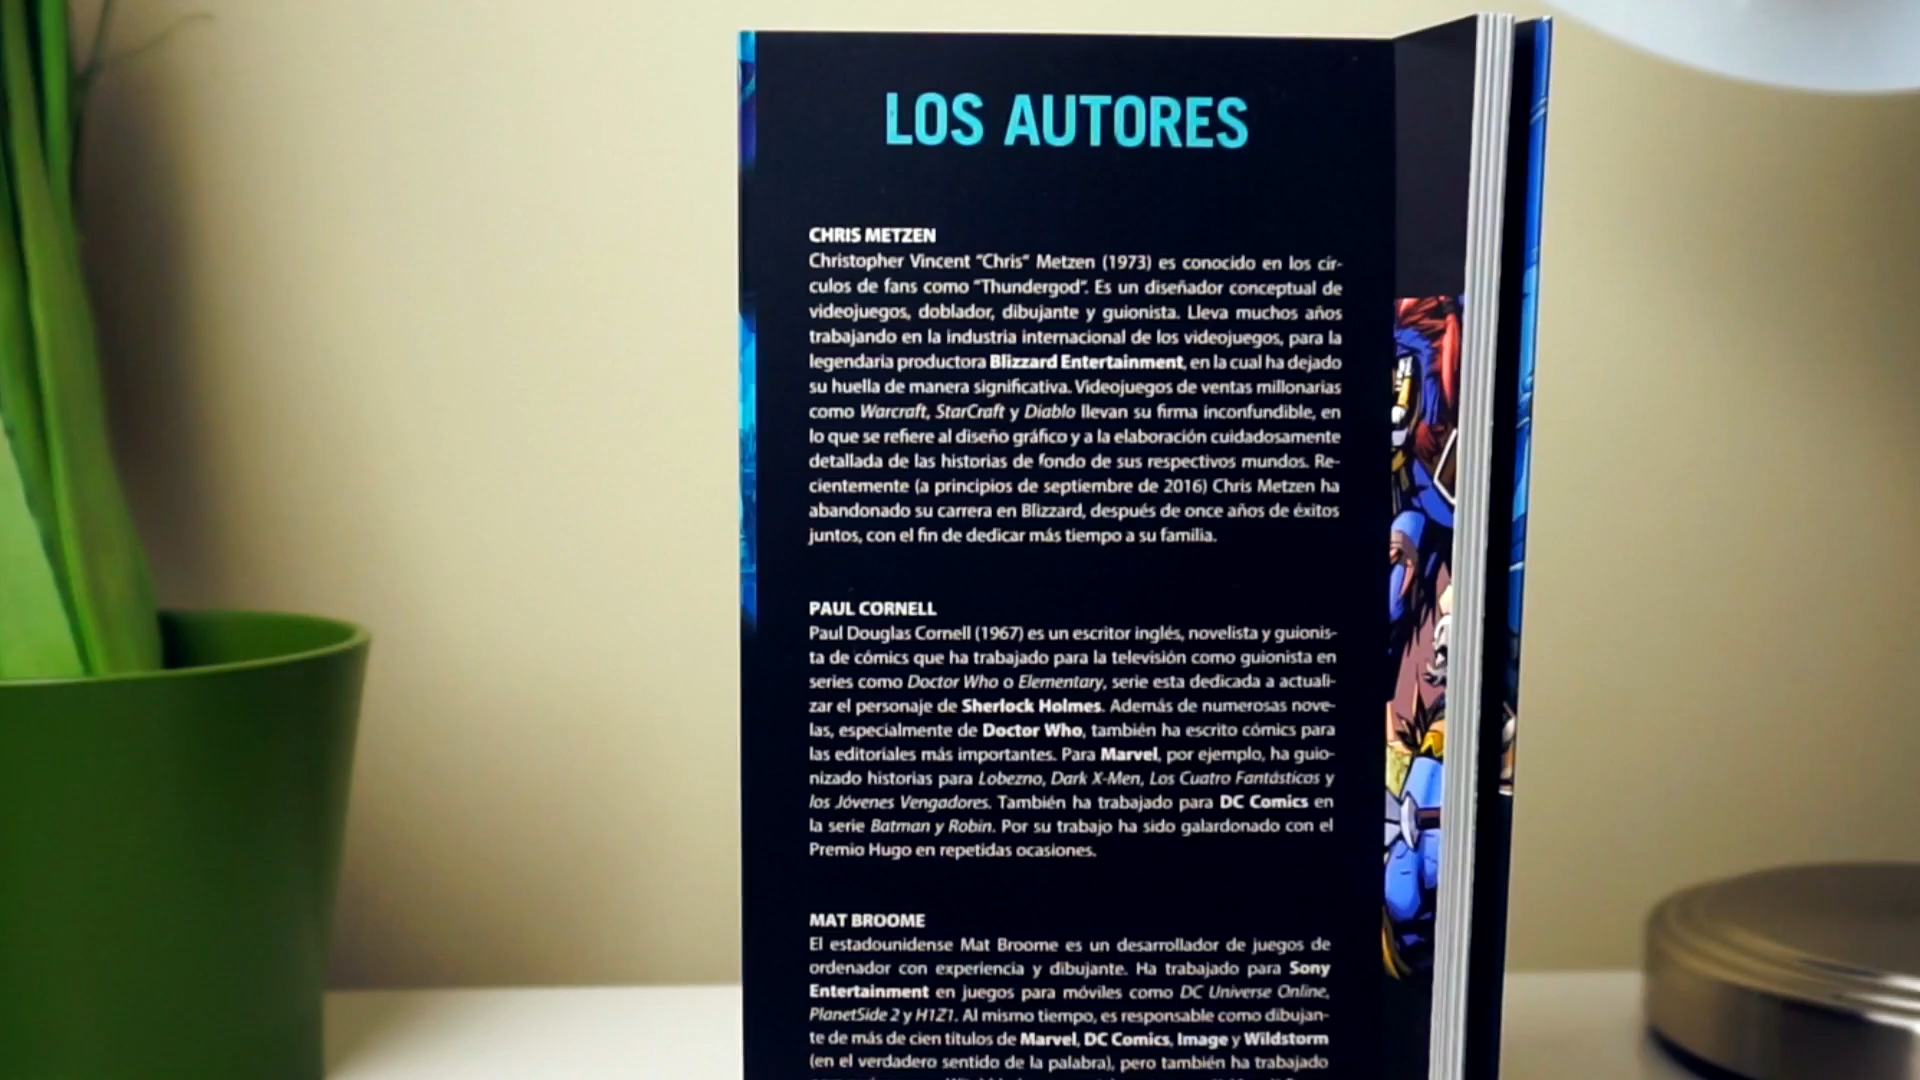 LOS AUTORES
CHRIS METZEN
Christopher Vincent "Chris" Metzen (1973) es conocido en los cír-
culos de fans como "Thundergod". Es un diseñador conceptual de
videojuegos, doblador, dibujante y guionista. Lleva muchos años
trabajando en la industria internacional de los videojuegos, para la
legendaria productora Blizzard Entertainment, en la cual ha dejado
su huella de manera significativa. Videojuegos de ventas millonarias
como Warcraft, StarCraft y Diablo llevan su firma inconfundible, en
lo que se refiere al diseño gráfico y a la elaboración cuidadosamente
detallada de las historias de fondo de sus respectivos mundos. Re-
cientemente (a principios de septiembre de 2016) Chris Metzen ha
abandonado su carrera en Blizzard, después de once años de éxitos
juntos, con el fin de dedicar más tiempo a su familia.
PAUL CORNELL
Paul Douglas Cornell (1967) es un escritor inglés, novelista y guionis-
ta de cómics que ha trabajado para la televisión como guionista en
series como Doctor Who o Elementary, serie esta dedicada a actuali-
zar el personaje de Sherlock Holmes. Además de numerosas nove-
las, especialmente de Doctor Who, también ha escrito cómics para
las editoriales más importantes. Para Marvel, por ejemplo, ha guio-
nizado historias para Lobezno, Dark X-Men, Los Cuatro Fantásticos y
los Jóvenes Vengadores. También ha trabajado para DC Comics en
la serie Batman y Robin. Por su trabajo ha sido galardonado con el
Premio Hugo en repetidas ocasiones.
MAT BROOME
El estadounidense Mat Broome es un desarrollador de juegos de
ordenador con experiencia y dibujante. Ha trabajado para Sony
Entertainment en juegos para móviles como DC Universe Online,
PlanetSide 2 y H1Z1. Al mismo tiempo, es responsable como dibujan-
te de más de cien títulos de Marvel, DC Comics, Image y Wildstorm
(en el verdadero sentido de la palabra), pero también ha trabajado